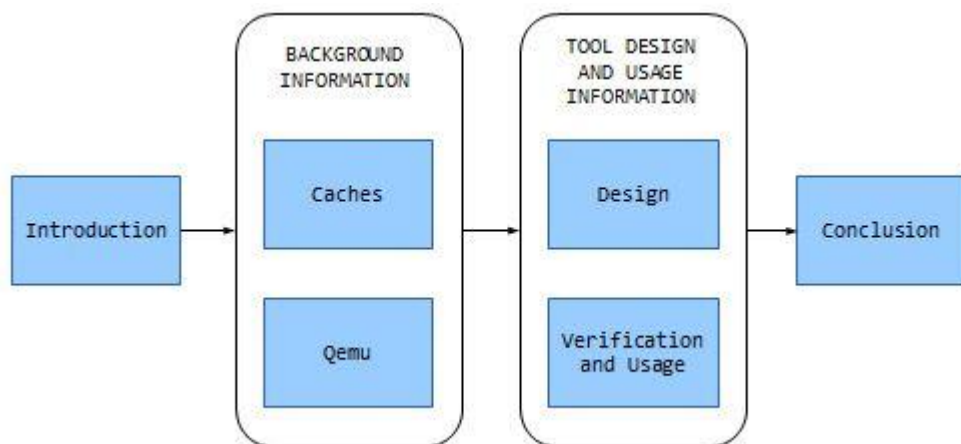 Introduction
BACKGROUND
INFORMATION
Caches
Qemu
TOOL DESIGN
AND USAGE
INFORMATION
Design
Verification
and Usage
Conclusion